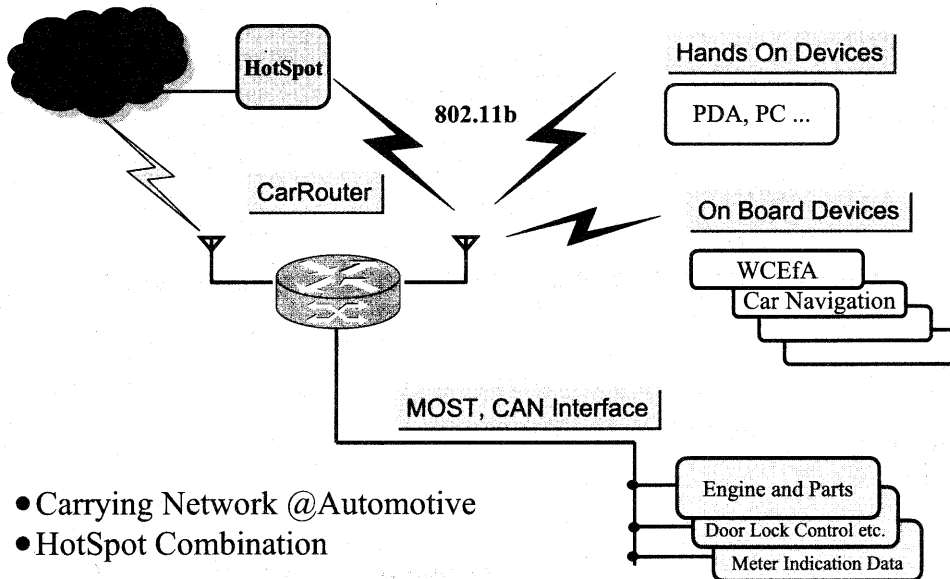 HotSpot
802.11b
Hands On Devices
PDA, PC ...
CarRouter
On Board Devices
WCEfA
Car Navigation
MOST, CAN Interface
Engine and Parts
Door Lock Control etc.
Meter Indication Data
●Carrying Network @Automotive
●HotSpot Combination